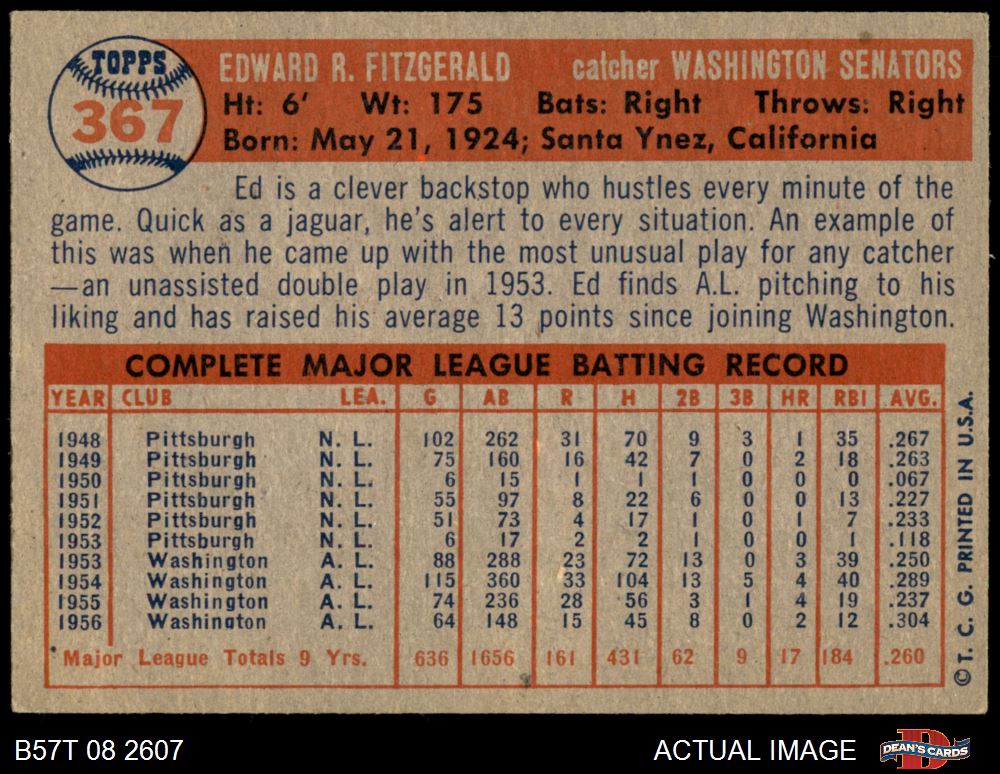 TOPPS
367
EDWARD R. FITZGERALD catcher WASHINGTON SENATORS
Ht: 6' Wt: 175 Bats: Right Throws: Right
Born: May 21, 1924; Santa Ynez, California
Ed is a clever backstop who hustles every minute of the
game. Quick as a jaguar, he's alert to every situation. An example of
this was when he came up with the most unusual play for any catcher
—an unassisted double play in 1953. Ed finds A.L. pitching to his
liking and has raised his average 13 points since joining Washington.
COMPLETE MAJOR LEAGUE BATTING RECORD
YEAR CLUB LEA. G AB R H 2B 3B HR RBI AVG.
1948 Pittsburgh N. L. 102 262 31 70 9 3 1 35 .267
1949 Pittsburgh N. L. 75 160 16 42 7 0 2 18 .263
1950 Pittsburgh N. L. 6 15 1 1 1 0 0 0 .067
1951 Pittsburgh N. L. 55 97 8 22 6 0 0 13 .227
1952 Pittsburgh N. L. 51 73 4 17 1 0 1 7 .233
1953 Pittsburgh N. L. 6 17 2 2 1 0 0 1 .118
1953 Washington A. L. 88 288 23 72 13 0 3 39 .250
1954 Washington A. L. 115 360 33 104 13 5 4 40 .289
1955 Washington A. L. 74 236 28 56 3 1 4 19 .237
1956 Washington A. L. 64 148 15 45 8 0 2 12 .304
Major League Totals 9 Yrs. 636 1656 161 431 62 9 17 184 .260
© T. C. G. PRINTED IN U.S.A.
B57T 08 2607 ACTUAL IMAGE DEAN'S CARDS